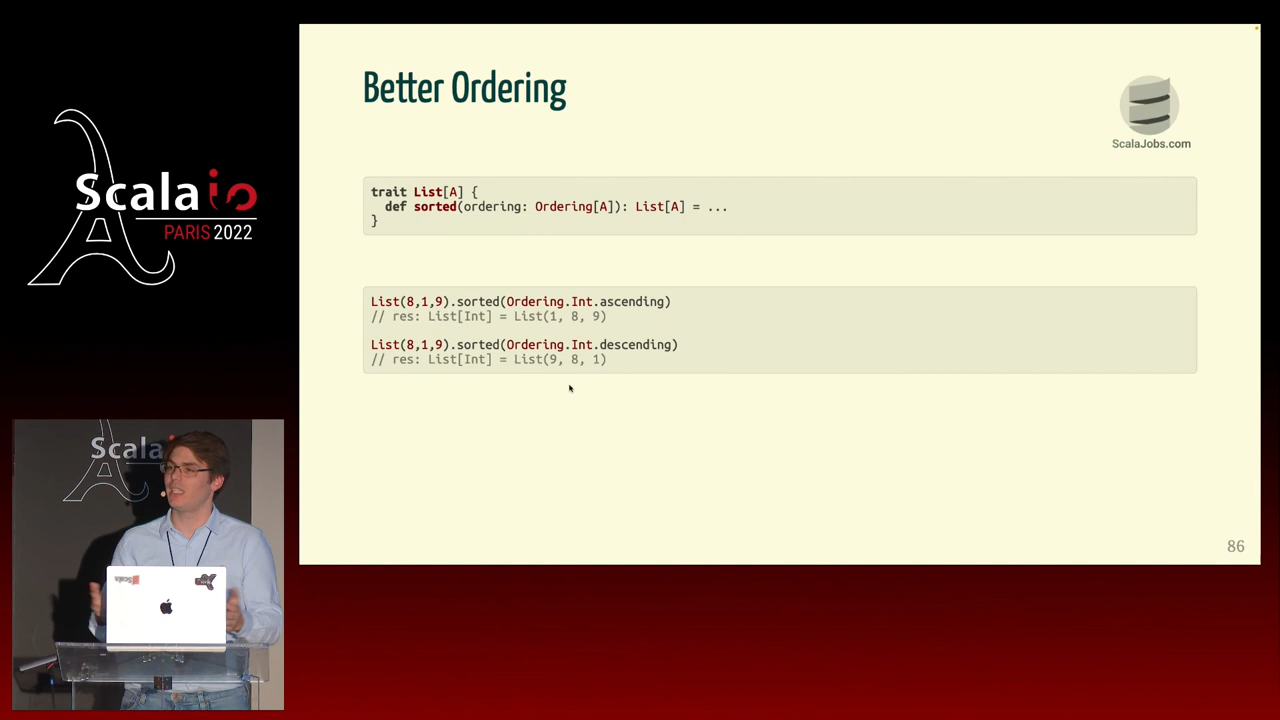 Better Ordering
ScalaJobs.com
trait List[A] {
  def sorted(ordering: Ordering[A]): List[A] = ...
}
List(8,1,9).sorted(Ordering.Int.ascending)
// res: List[Int] = List(1, 8, 9)
List(8,1,9).sorted(Ordering.Int.descending)
// res: List[Int] = List(9, 8, 1)
86
Scala io
PARIS 2022
Scala